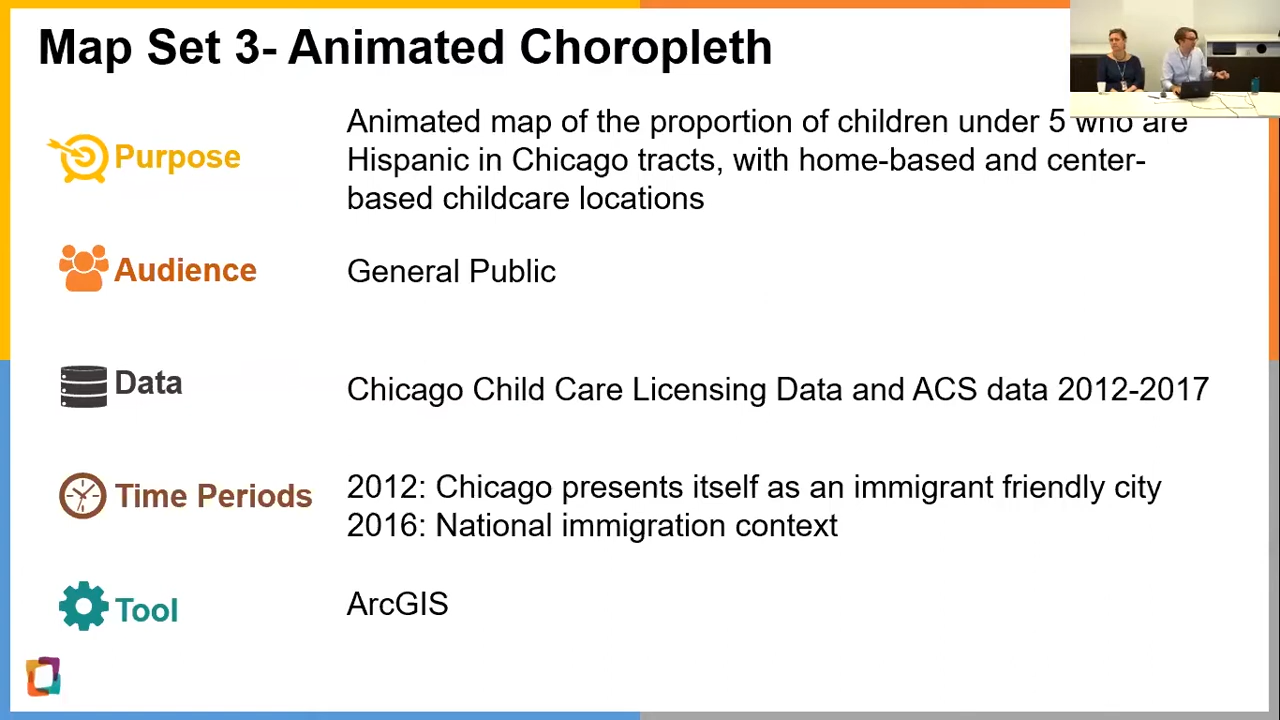 Map Set 3- Animated Choropleth
Purpose
Animated map of the proportion of children under 5 who are
Hispanic in Chicago tracts, with home-based and center-
based childcare locations
Audience
General Public
Data
Chicago Child Care Licensing Data and ACS data 2012-2017
Time Periods
2012: Chicago presents itself as an immigrant friendly city
2016: National immigration context
Tool
ArcGIS